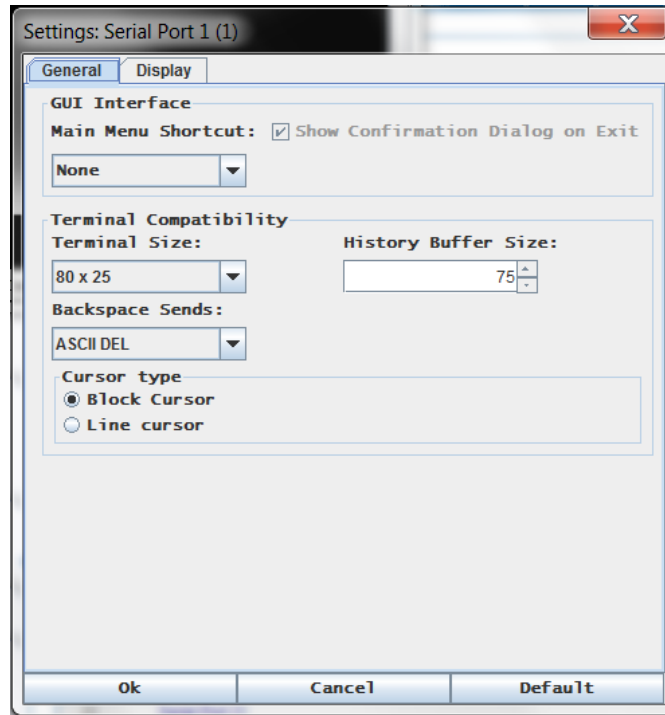 Settings: Serial Port 1 (1)
General Display
GUI Interface
Main Menu Shortcut: Show Confirmation Dialog on Exit
None
Terminal Compatibility
Terminal Size: History Buffer Size:
80 x 25 75
Backspace Sends:
ASCII DEL
Cursor type
Block Cursor
Line cursor
Ok Cancel Default